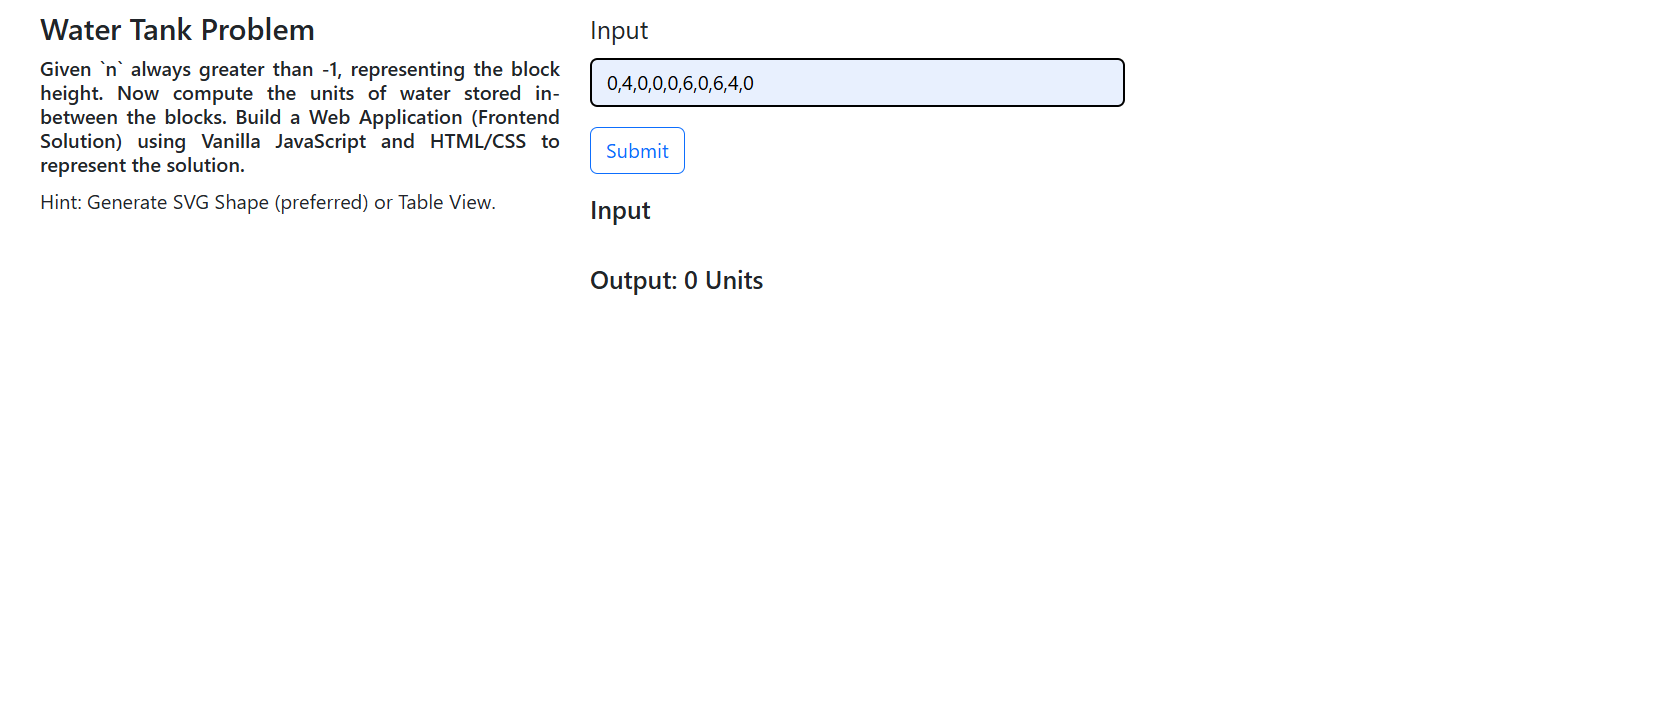 Water Tank Problem
Given `n` always greater than -1, representing the block
height. Now compute the units of water stored in-
between the blocks. Build a Web Application (Frontend
Solution) using Vanilla JavaScript and HTML/CSS to
represent the solution.
Hint: Generate SVG Shape (preferred) or Table View.
Input
0,4,0,0,0,6,0,6,4,0
Submit
Input
Output: 0 Units